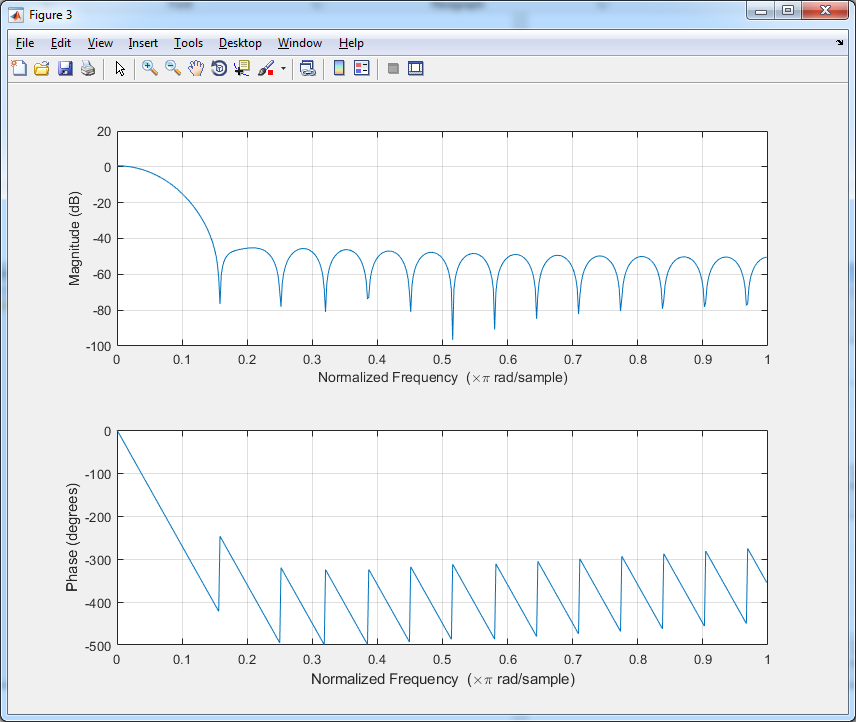 Figure 3
File Edit View Insert Tools Desktop Window Help
20
0
-20
-40
-60
-80
-100
Magnitude (dB)
0 0.1 0.2 0.3 0.4 0.5 0.6 0.7 0.8 0.9 1
Normalized Frequency (×π rad/sample)
0
-100
-200
-300
-400
-500
Phase (degrees)
0 0.1 0.2 0.3 0.4 0.5 0.6 0.7 0.8 0.9 1
Normalized Frequency (×π rad/sample)